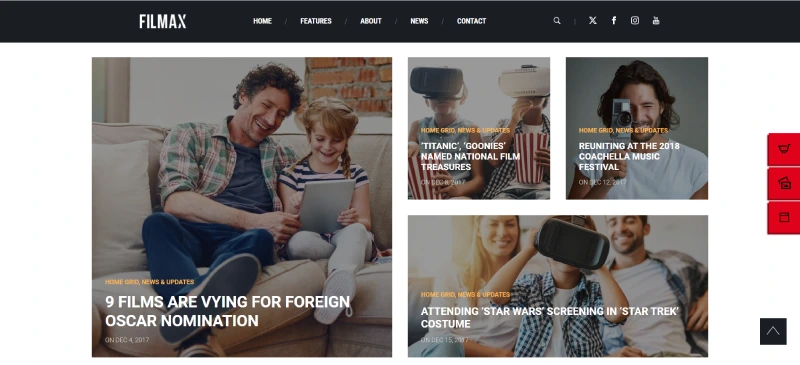 FILMAX
HOME / FEATURES / ABOUT / NEWS / CONTACT
HOME GRID, NEWS & UPDATES
9 FILMS ARE VYING FOR FOREIGN
OSCAR NOMINATION
ON DEC 4, 2017
HOME GRID, NEWS & UPDATES
'TITANIC', 'GOONIES'
NAMED NATIONAL FILM
TREASURES
ON DEC 8, 2017
HOME GRID, NEWS & UPDATES
REUNITING AT THE 2018
COACHELLA MUSIC
FESTIVAL
ON DEC 12, 2017
HOME GRID, NEWS & UPDATES
ATTENDING 'STAR WARS' SCREENING IN 'STAR TREK'
COSTUME
ON DEC 15, 2017